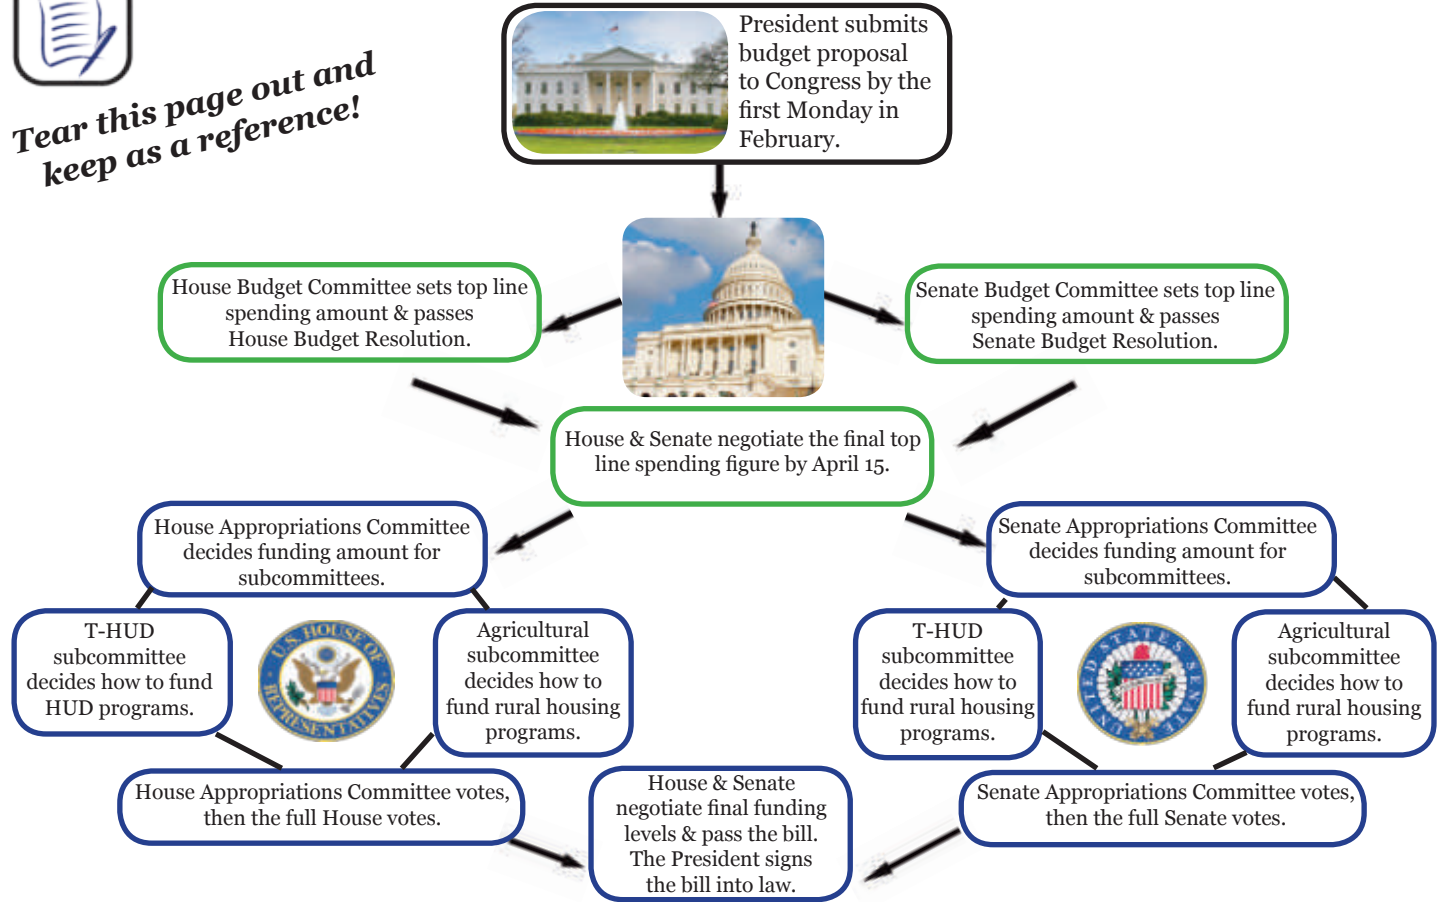 Tear this page out and
keep as a reference!
President submits
budget proposal
to Congress by the
first Monday in
February.
House Budget Committee sets top line
spending amount & passes
House Budget Resolution.
Senate Budget Committee sets top line
spending amount & passes
Senate Budget Resolution.
House & Senate negotiate the final top
line spending figure by April 15.
House Appropriations Committee
decides funding amount for
subcommittees.
Senate Appropriations Committee
decides funding amount for
subcommittees.
T-HUD
subcommittee
decides how to fund
HUD programs.
U.S. HOUSE OF
REPRESENTATIVES
Agricultural
subcommittee
decides how to
fund rural housing
programs.
T-HUD
subcommittee
decides how to
fund rural housing
programs.
UNITED STATES SENATE
Agricultural
subcommittee
decides how to
fund rural housing
programs.
House Appropriations Committee votes,
then the full House votes.
House & Senate
negotiate final funding
levels & pass the bill.
The President signs
the bill into law.
Senate Appropriations Committee votes,
then the full Senate votes.